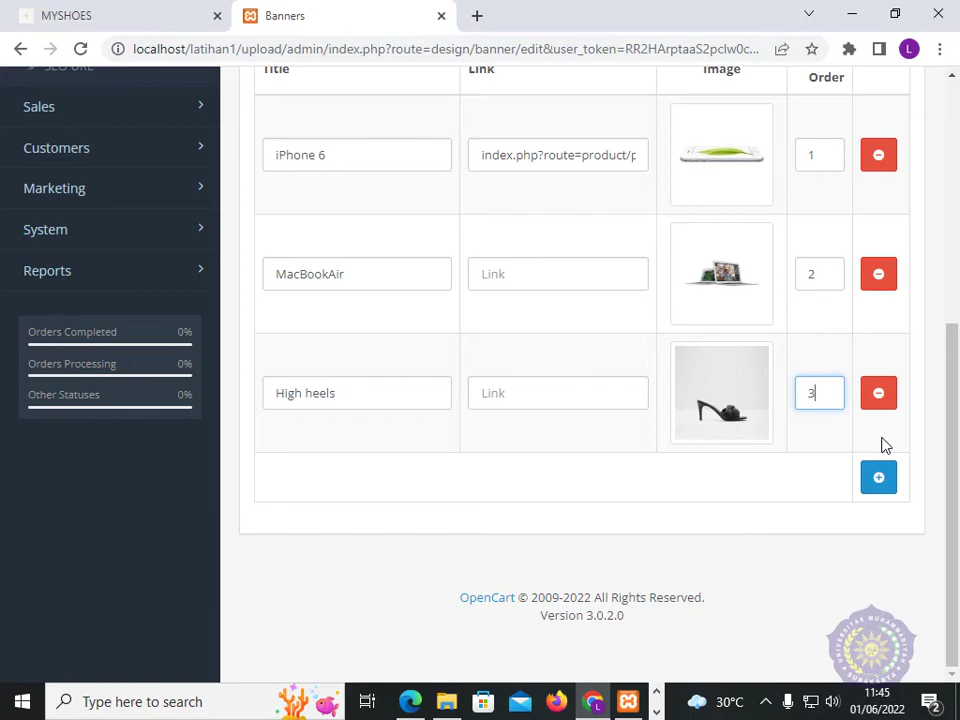 MYSHOES
Banners
localhost/latihan1/upload/admin/index.php?route=design/banner/edit&user_token=RR2HArptaaS2pclw0c...
L
Sales
Customers
Marketing
System
Reports
Orders Completed 0%
Orders Processing 0%
Other Statuses 0%
Title Link Image Order
iPhone 6 index.php?route=product/p 1
MacBookAir Link 2
High heels Link 3
OpenCart © 2009-2022 All Rights Reserved.
Version 3.0.2.0
Type here to search
30°C
11:45
01/06/2022
2